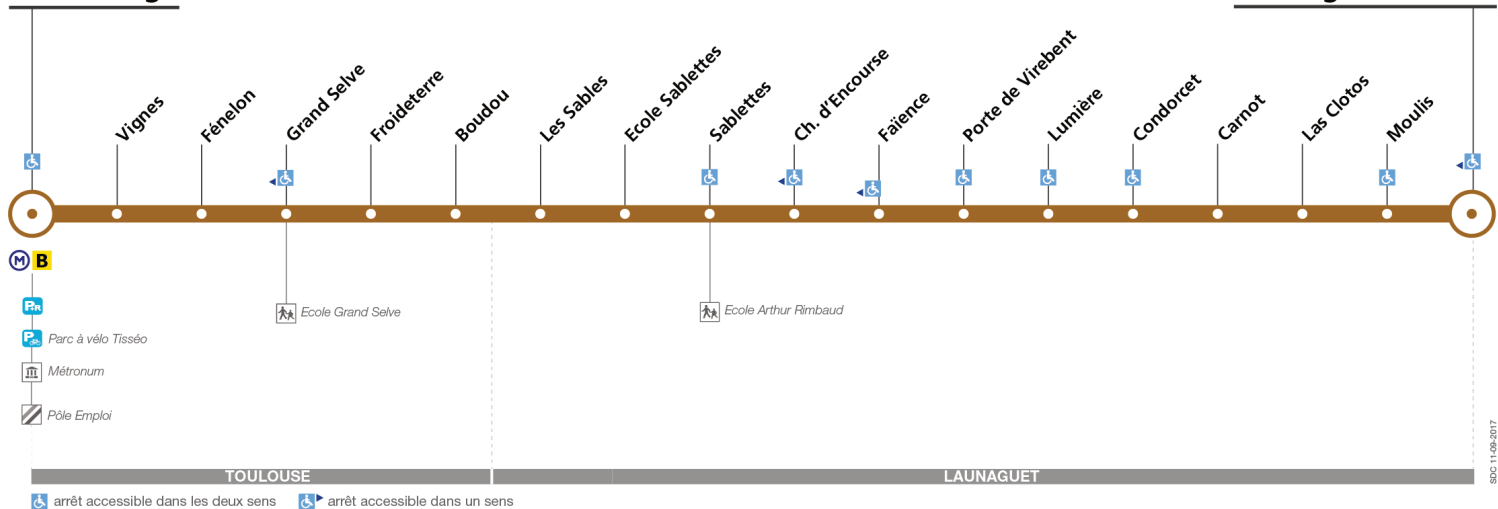 Vignes
Fénelon
Grand Selve
Froideterre
Boudou
Les Sables
Ecole Sablettes
Sablettes
Ch. d'Encourse
Faïence
Porte de Virebent
Lumière
Condorcet
Carnot
Las Clotos
Moulis
M B
P+R
Ecole Grand Selve
Ecole Arthur Rimbaud
P Parc à vélo Tisséo
Métronum
Pôle Emploi
TOULOUSE
LAUNAGUET
arrêt accessible dans les deux sens
arrêt accessible dans un sens
SDC 11-09-2017